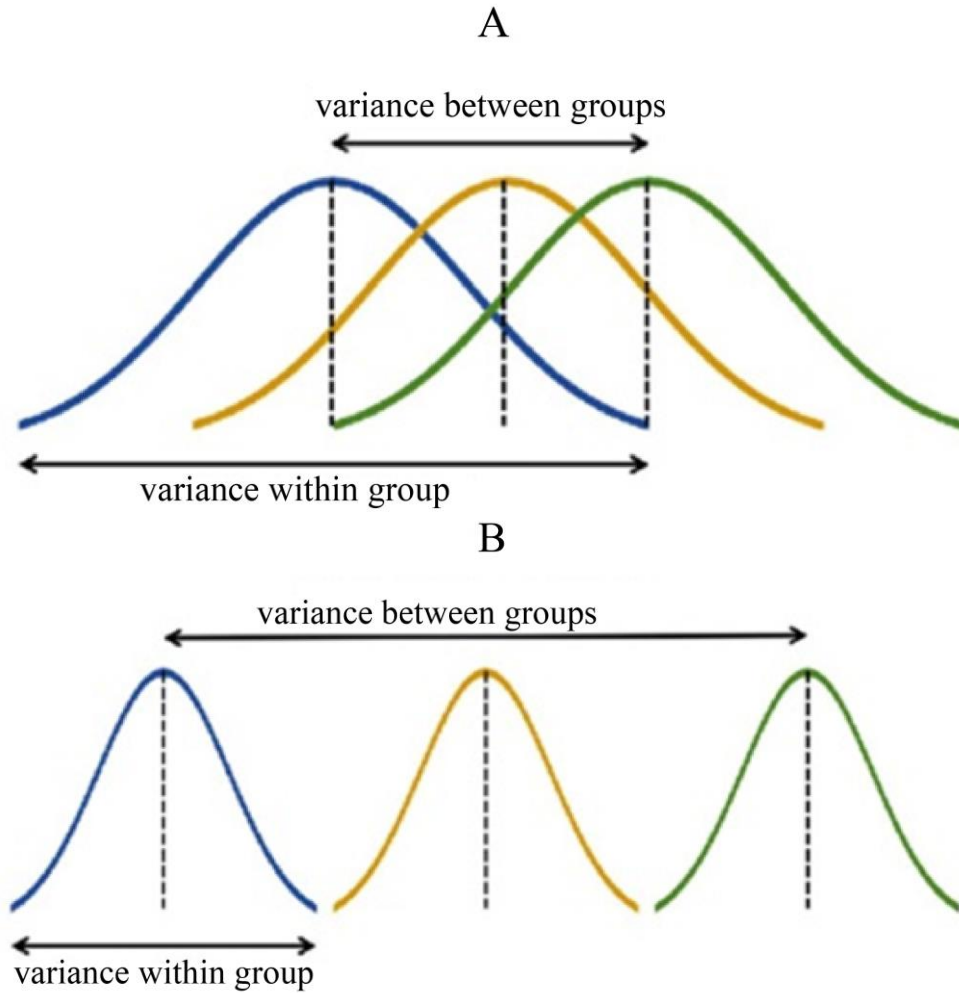 A
variance between groups
variance within group
B
variance between groups
variance within group